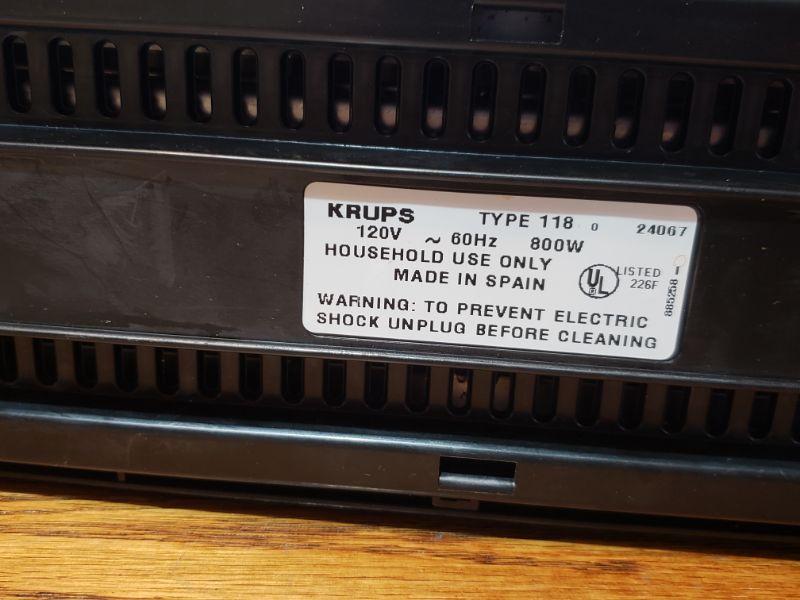 KRUPS TYPE 118 0 24067
120V ~ 60Hz 800W
HOUSEHOLD USE ONLY
MADE IN SPAIN
UL LISTED
226F
885258 I
WARNING: TO PREVENT ELECTRIC
SHOCK UNPLUG BEFORE CLEANING